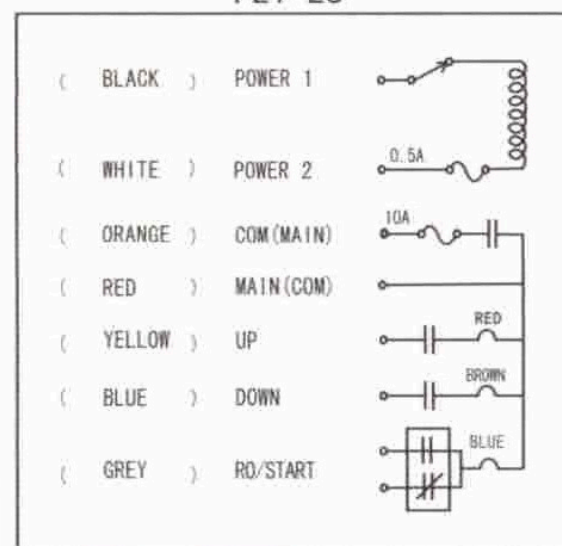 ( BLACK ) POWER 1
( WHITE ) POWER 2 0.5A
( ORANGE ) COM(MAIN) 10A
( RED ) MAIN(COM)
( YELLOW ) UP RED
( BLUE ) DOWN BROWN
( GREY ) RO/START BLUE